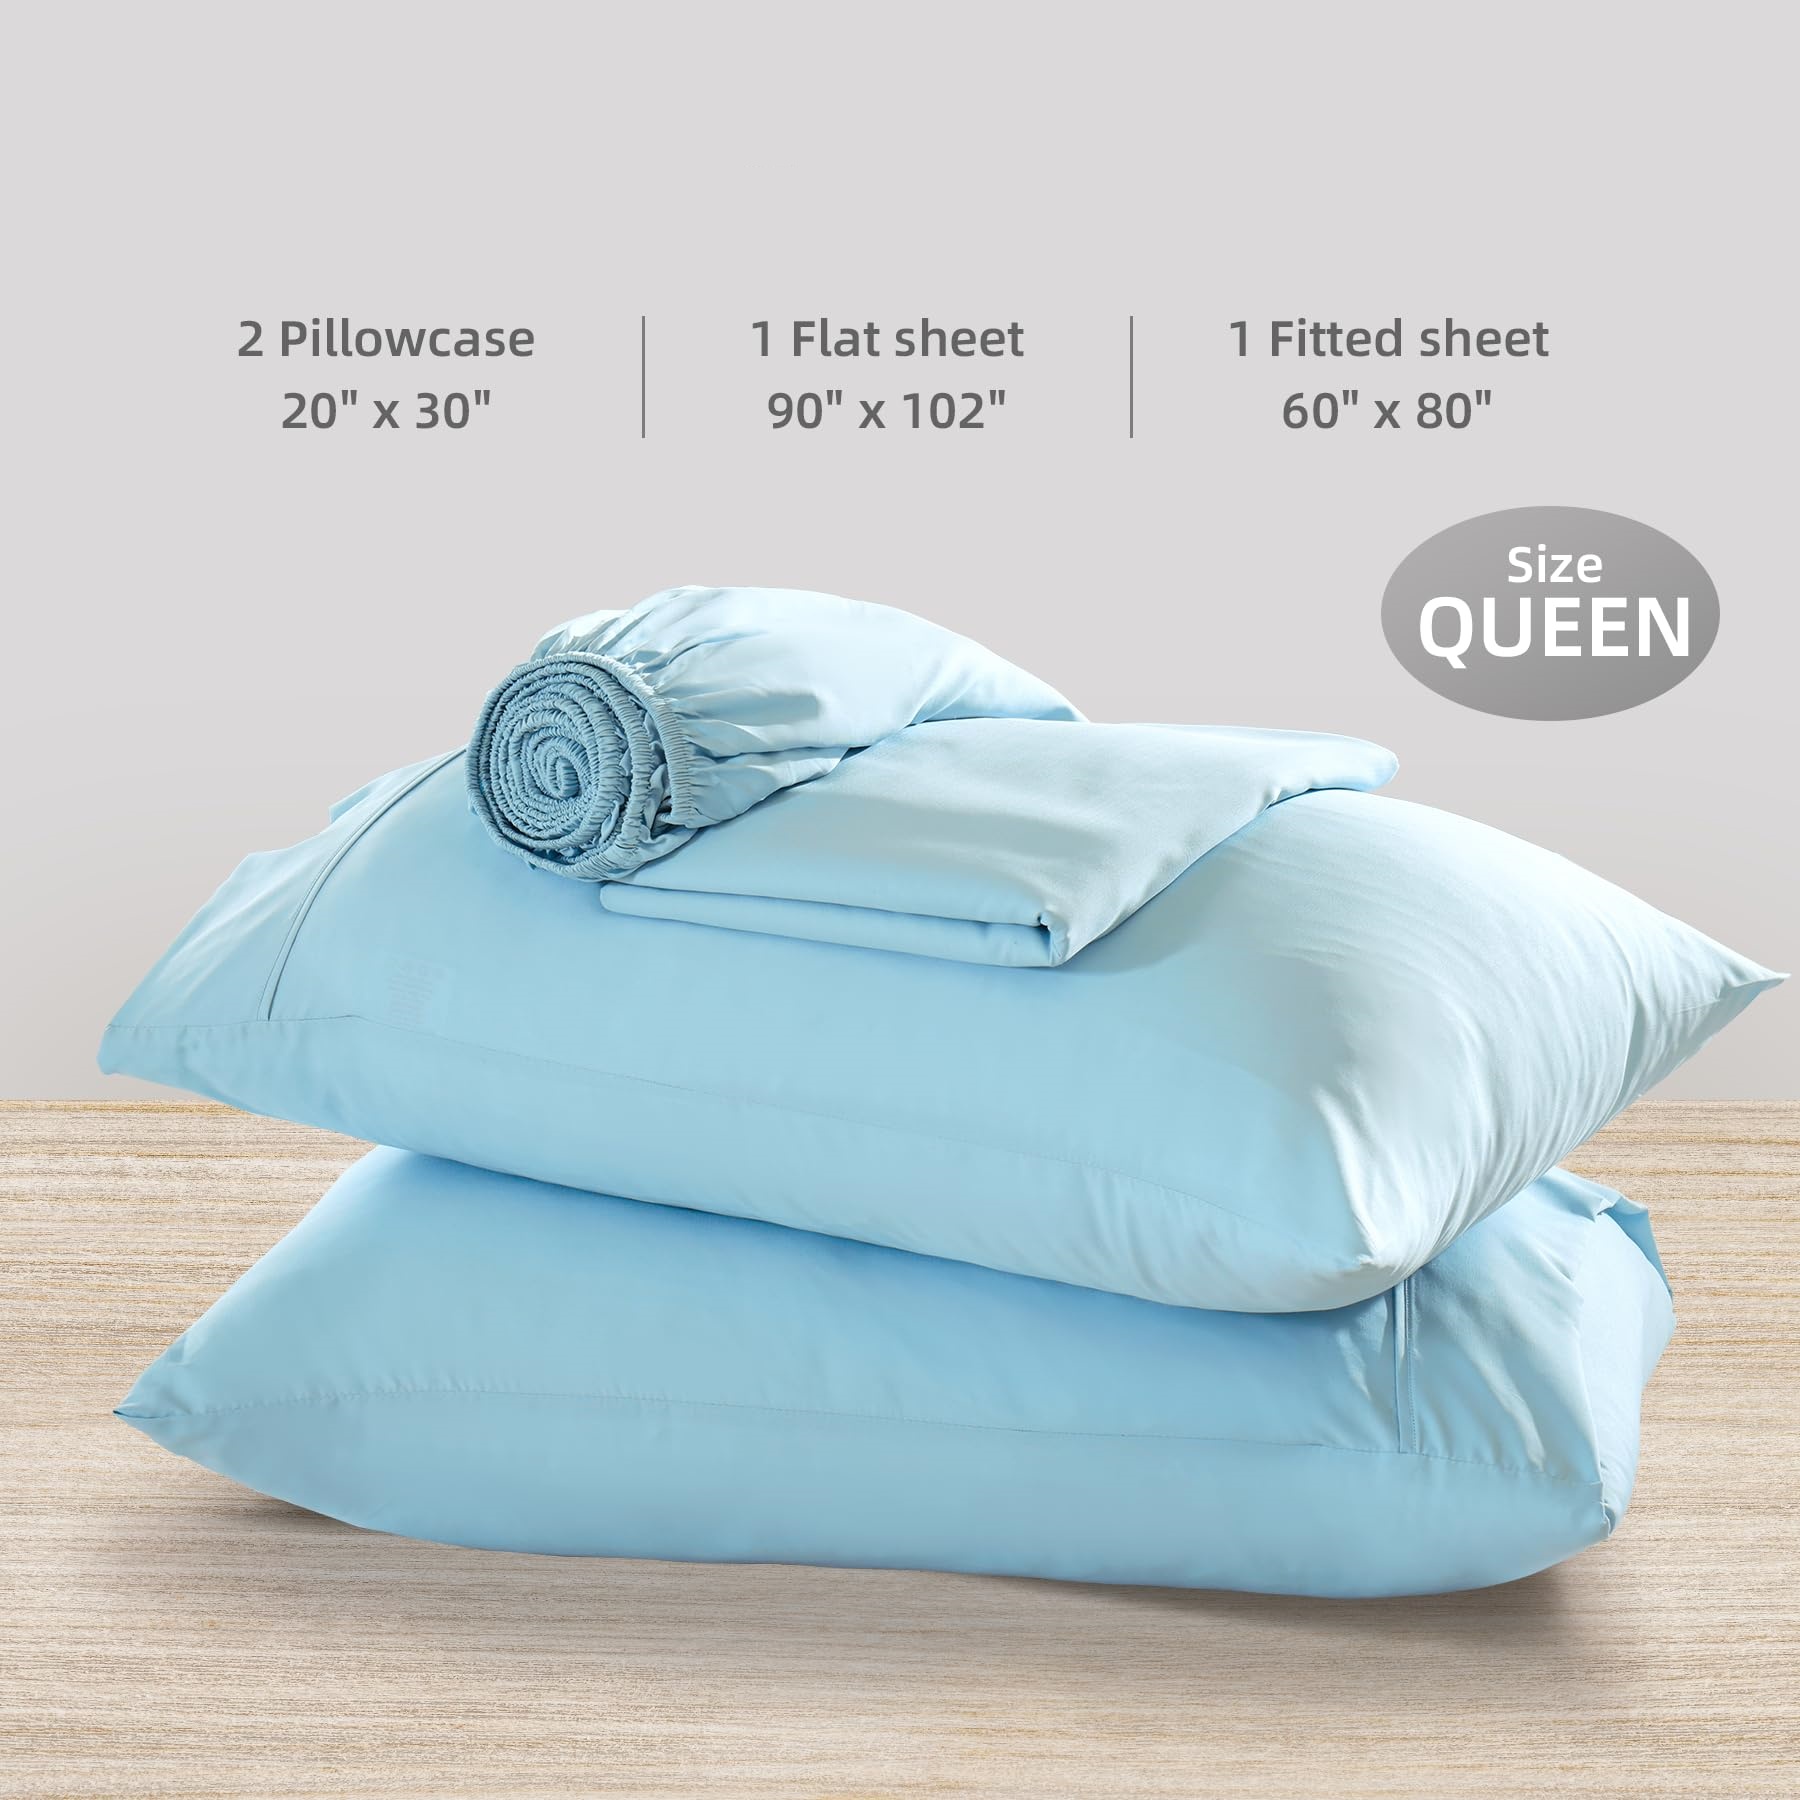 2 Pillowcase
20" x 30"
1 Flat sheet
90" x 102"
1 Fitted sheet
60" x 80"
Size
QUEEN